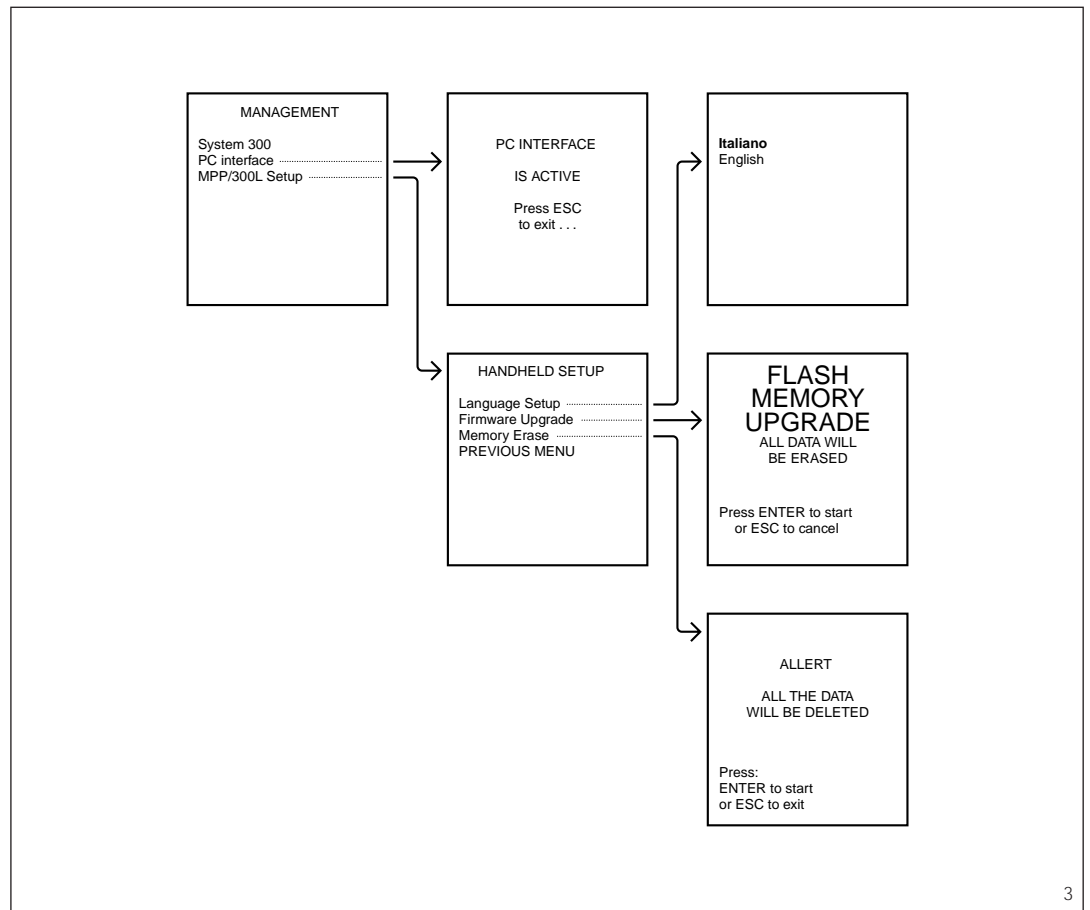 MANAGEMENT
System 300
PC interface
MPP/300L Setup
PC INTERFACE
IS ACTIVE
Press ESC
to exit . . .
Italiano
English
HANDHELD SETUP
Language Setup
Firmware Upgrade
Memory Erase
PREVIOUS MENU
FLASH
MEMORY
UPGRADE
ALL DATA WILL
BE ERASED
Press ENTER to start
or ESC to cancel
ALLERT
ALL THE DATA
WILL BE DELETED
Press:
ENTER to start
or ESC to exit
3